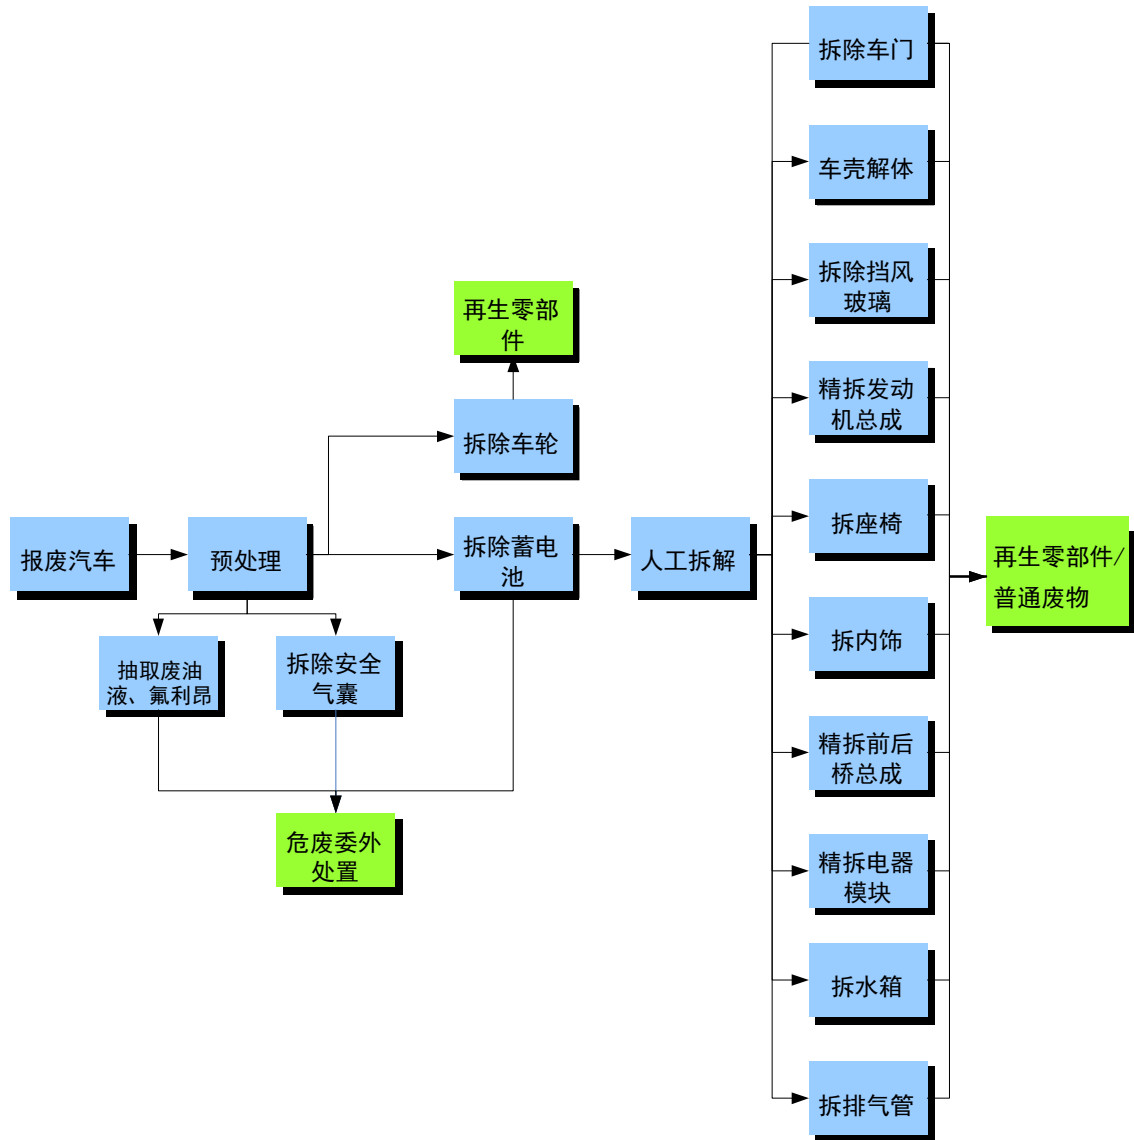 拆除车门
车壳解体
拆除挡风
玻璃
再生零部
件
精拆发动
机总成
拆除车轮
报废汽车
预处理
拆除蓄电
池
人工拆解
拆座椅
再生零部件/
普通废物
抽取废油
液、氟利昂
拆除安全
气囊
拆内饰
精拆前后
桥总成
危废委外
处置
精拆电器
模块
拆水箱
拆排气管